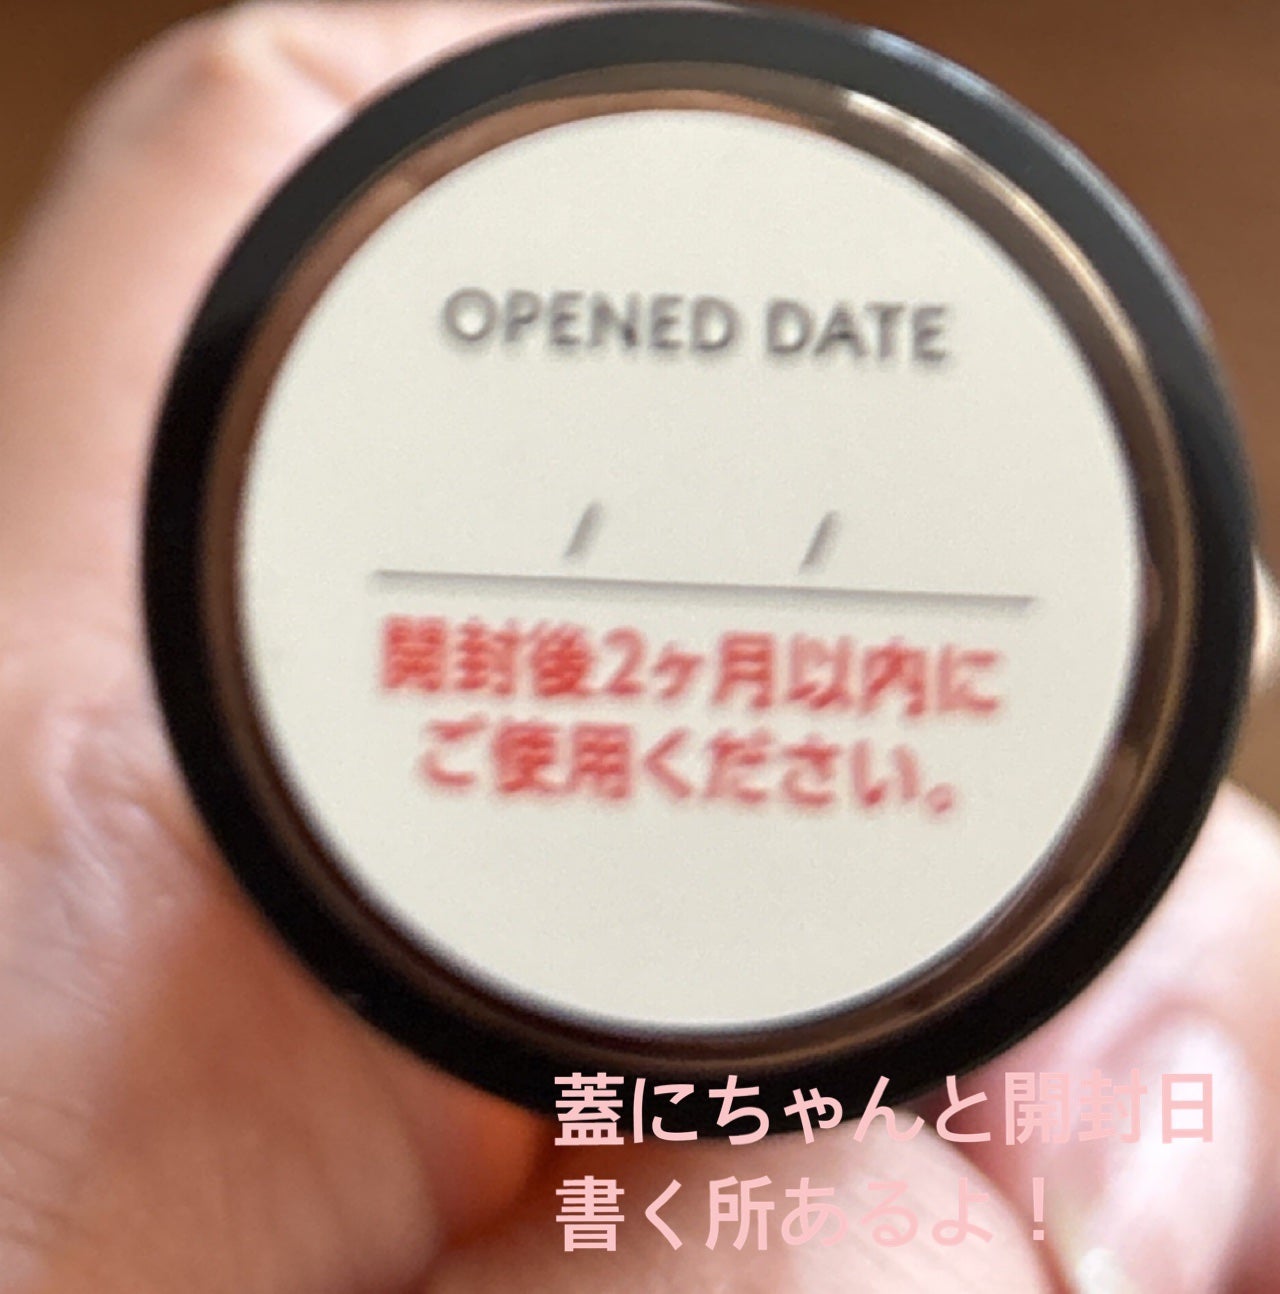 OPENED DATE
/ /
開封後2ヶ月以内に
ご使用ください。
蓋にちゃんと開封日
書く所あるよ！